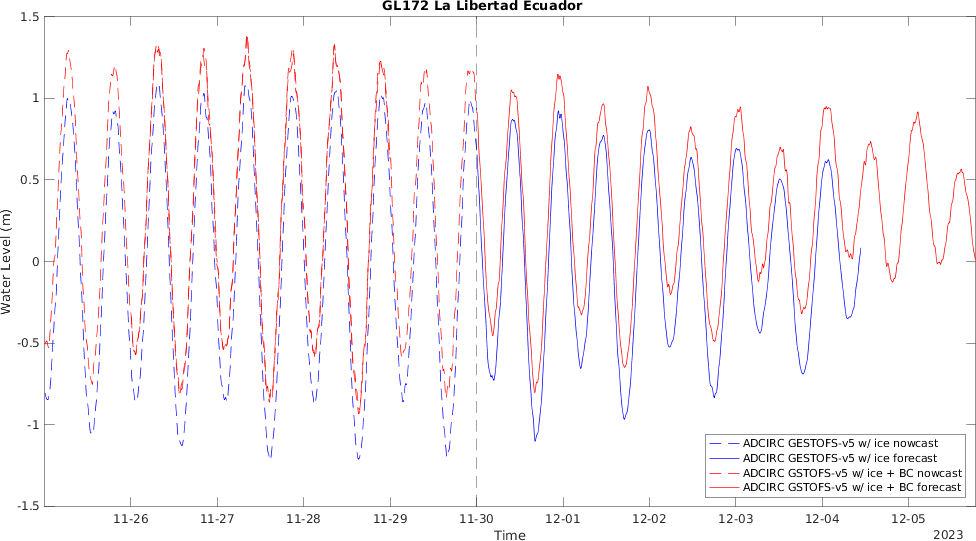 GL172 La Libertad Ecuador
1.5
1
0.5
0
-0.5
-1
-1.5
Water Level (m)
11-26 11-27 11-28 11-29 11-30 12-01 12-02 12-03 12-04 12-05
Time
2023
ADCIRC GESTOFS-v5 w/ ice nowcast
ADCIRC GESTOFS-v5 w/ ice forecast
ADCIRC GSTOFS-v5 w/ ice + BC nowcast
ADCIRC GSTOFS-v5 w/ ice + BC forecast